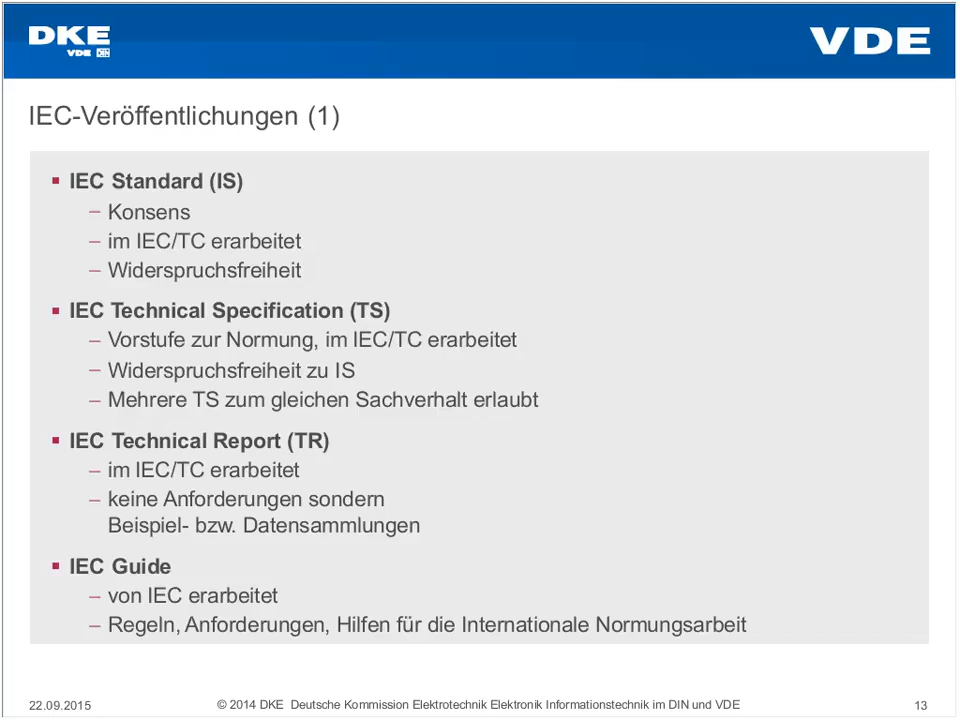 DKE
VDE DIN
VDE
IEC-Veröffentlichungen (1)
▪ IEC Standard (IS)
– Konsens
– im IEC/TC erarbeitet
– Widerspruchsfreiheit
▪ IEC Technical Specification (TS)
– Vorstufe zur Normung, im IEC/TC erarbeitet
– Widerspruchsfreiheit zu IS
– Mehrere TS zum gleichen Sachverhalt erlaubt
▪ IEC Technical Report (TR)
– im IEC/TC erarbeitet
– keine Anforderungen sondern
Beispiel- bzw. Datensammlungen
▪ IEC Guide
– von IEC erarbeitet
– Regeln, Anforderungen, Hilfen für die Internationale Normungsarbeit
22.09.2015
© 2014 DKE Deutsche Kommission Elektrotechnik Elektronik Informationstechnik im DIN und VDE
13